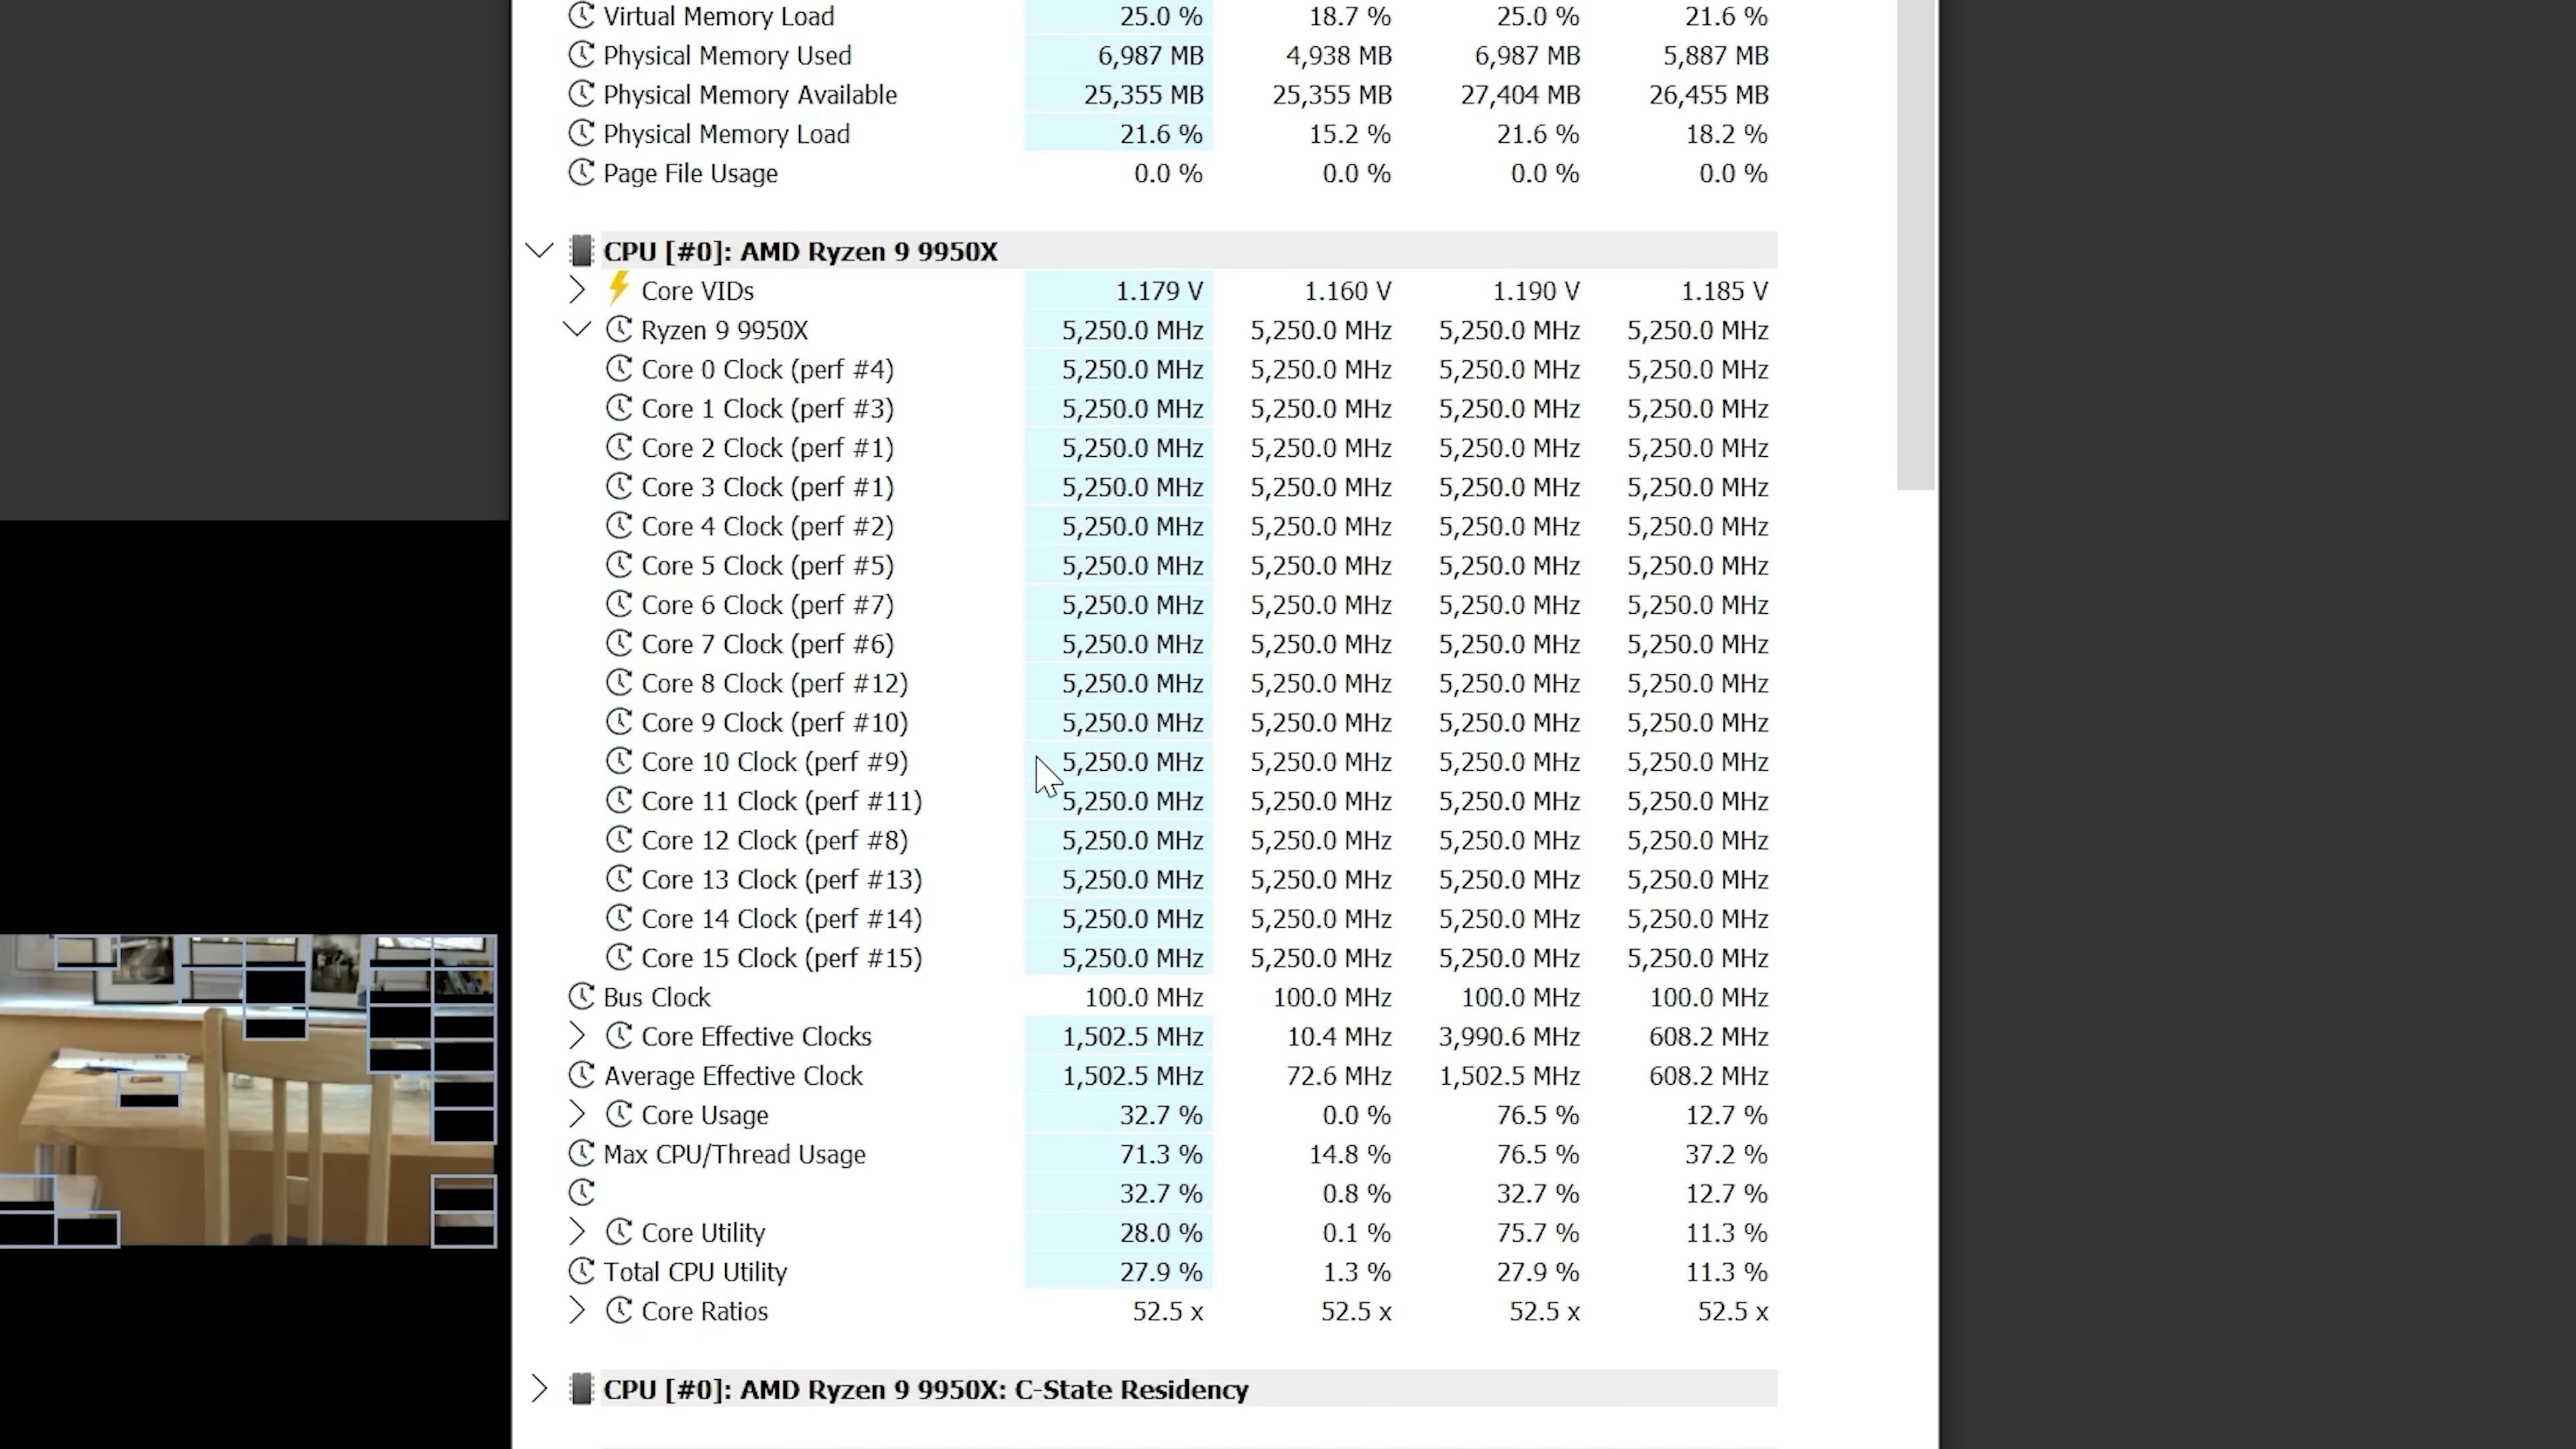 Virtual Memory Load 25.0 % 18.7 % 25.0 % 21.6 %
Physical Memory Used 6,987 MB 4,938 MB 6,987 MB 5,887 MB
Physical Memory Available 25,355 MB 25,355 MB 27,404 MB 26,455 MB
Physical Memory Load 21.6 % 15.2 % 21.6 % 18.2 %
Page File Usage 0.0 % 0.0 % 0.0 % 0.0 %
CPU [#0]: AMD Ryzen 9 9950X
Core VIDs 1.179 V 1.160 V 1.190 V 1.185 V
Ryzen 9 9950X 5,250.0 MHz 5,250.0 MHz 5,250.0 MHz 5,250.0 MHz
Core 0 Clock (perf #4) 5,250.0 MHz 5,250.0 MHz 5,250.0 MHz 5,250.0 MHz
Core 1 Clock (perf #3) 5,250.0 MHz 5,250.0 MHz 5,250.0 MHz 5,250.0 MHz
Core 2 Clock (perf #1) 5,250.0 MHz 5,250.0 MHz 5,250.0 MHz 5,250.0 MHz
Core 3 Clock (perf #1) 5,250.0 MHz 5,250.0 MHz 5,250.0 MHz 5,250.0 MHz
Core 4 Clock (perf #2) 5,250.0 MHz 5,250.0 MHz 5,250.0 MHz 5,250.0 MHz
Core 5 Clock (perf #5) 5,250.0 MHz 5,250.0 MHz 5,250.0 MHz 5,250.0 MHz
Core 6 Clock (perf #7) 5,250.0 MHz 5,250.0 MHz 5,250.0 MHz 5,250.0 MHz
Core 7 Clock (perf #6) 5,250.0 MHz 5,250.0 MHz 5,250.0 MHz 5,250.0 MHz
Core 8 Clock (perf #12) 5,250.0 MHz 5,250.0 MHz 5,250.0 MHz 5,250.0 MHz
Core 9 Clock (perf #10) 5,250.0 MHz 5,250.0 MHz 5,250.0 MHz 5,250.0 MHz
Core 10 Clock (perf #9) 5,250.0 MHz 5,250.0 MHz 5,250.0 MHz 5,250.0 MHz
Core 11 Clock (perf #11) 5,250.0 MHz 5,250.0 MHz 5,250.0 MHz 5,250.0 MHz
Core 12 Clock (perf #8) 5,250.0 MHz 5,250.0 MHz 5,250.0 MHz 5,250.0 MHz
Core 13 Clock (perf #13) 5,250.0 MHz 5,250.0 MHz 5,250.0 MHz 5,250.0 MHz
Core 14 Clock (perf #14) 5,250.0 MHz 5,250.0 MHz 5,250.0 MHz 5,250.0 MHz
Core 15 Clock (perf #15) 5,250.0 MHz 5,250.0 MHz 5,250.0 MHz 5,250.0 MHz
Bus Clock 100.0 MHz 100.0 MHz 100.0 MHz 100.0 MHz
Core Effective Clocks 1,502.5 MHz 10.4 MHz 3,990.6 MHz 608.2 MHz
Average Effective Clock 1,502.5 MHz 72.6 MHz 1,502.5 MHz 608.2 MHz
Core Usage 32.7 % 0.0 % 76.5 % 12.7 %
Max CPU/Thread Usage 71.3 % 14.8 % 76.5 % 37.2 %
32.7 % 0.8 % 32.7 % 12.7 %
Core Utility 28.0 % 0.1 % 75.7 % 11.3 %
Total CPU Utility 27.9 % 1.3 % 27.9 % 11.3 %
Core Ratios 52.5 x 52.5 x 52.5 x 52.5 x
CPU [#0]: AMD Ryzen 9 9950X: C-State Residency